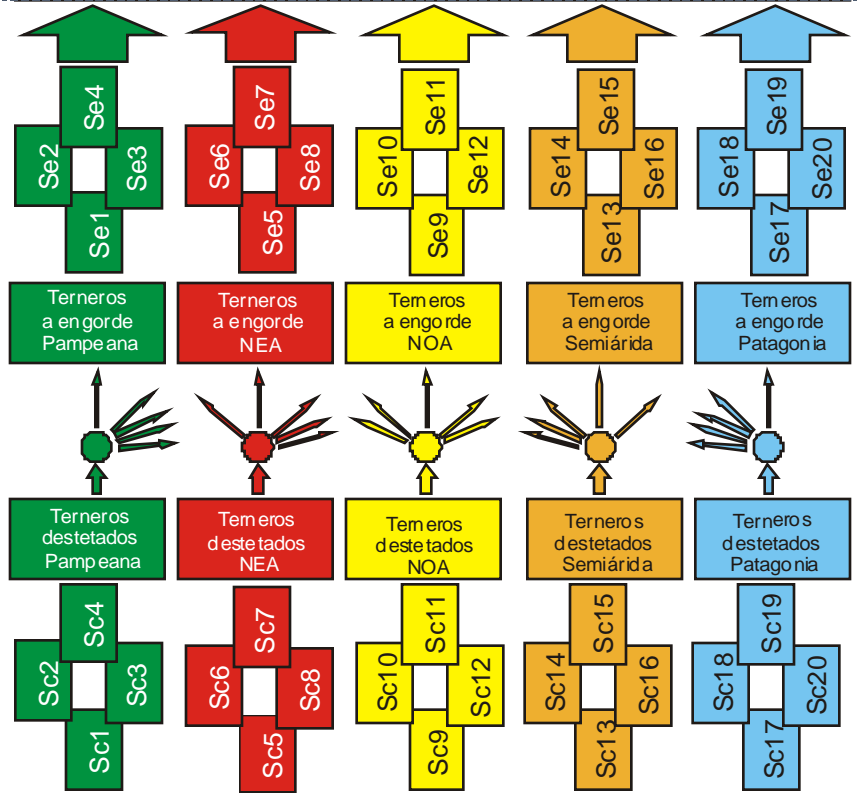 Se4
Se2
Se3
Se1
Se7
Se6
Se8
Se5
Se11
Se10
Se12
Se9
Se15
Se14
Se16
Se13
Se19
Se18
Se20
Se17
Terneros
a engorde
Pampeana
Terneros
a engorde
NEA
Terneros
a engorde
NOA
Terneros
a engorde
Semiárida
Terneros
a engorde
Patagonia
Terneros
destetados
Pampeana
Terneros
destetados
NEA
Terneros
destetados
NOA
Terneros
destetados
Semiárida
Terneros
destetados
Patagonia
Sc4
Sc2
Sc3
Sc1
Sc7
Sc6
Sc8
Sc5
Sc11
Sc10
Sc12
Sc9
Sc15
Sc14
Sc16
Sc13
Sc19
Sc18
Sc20
Sc17